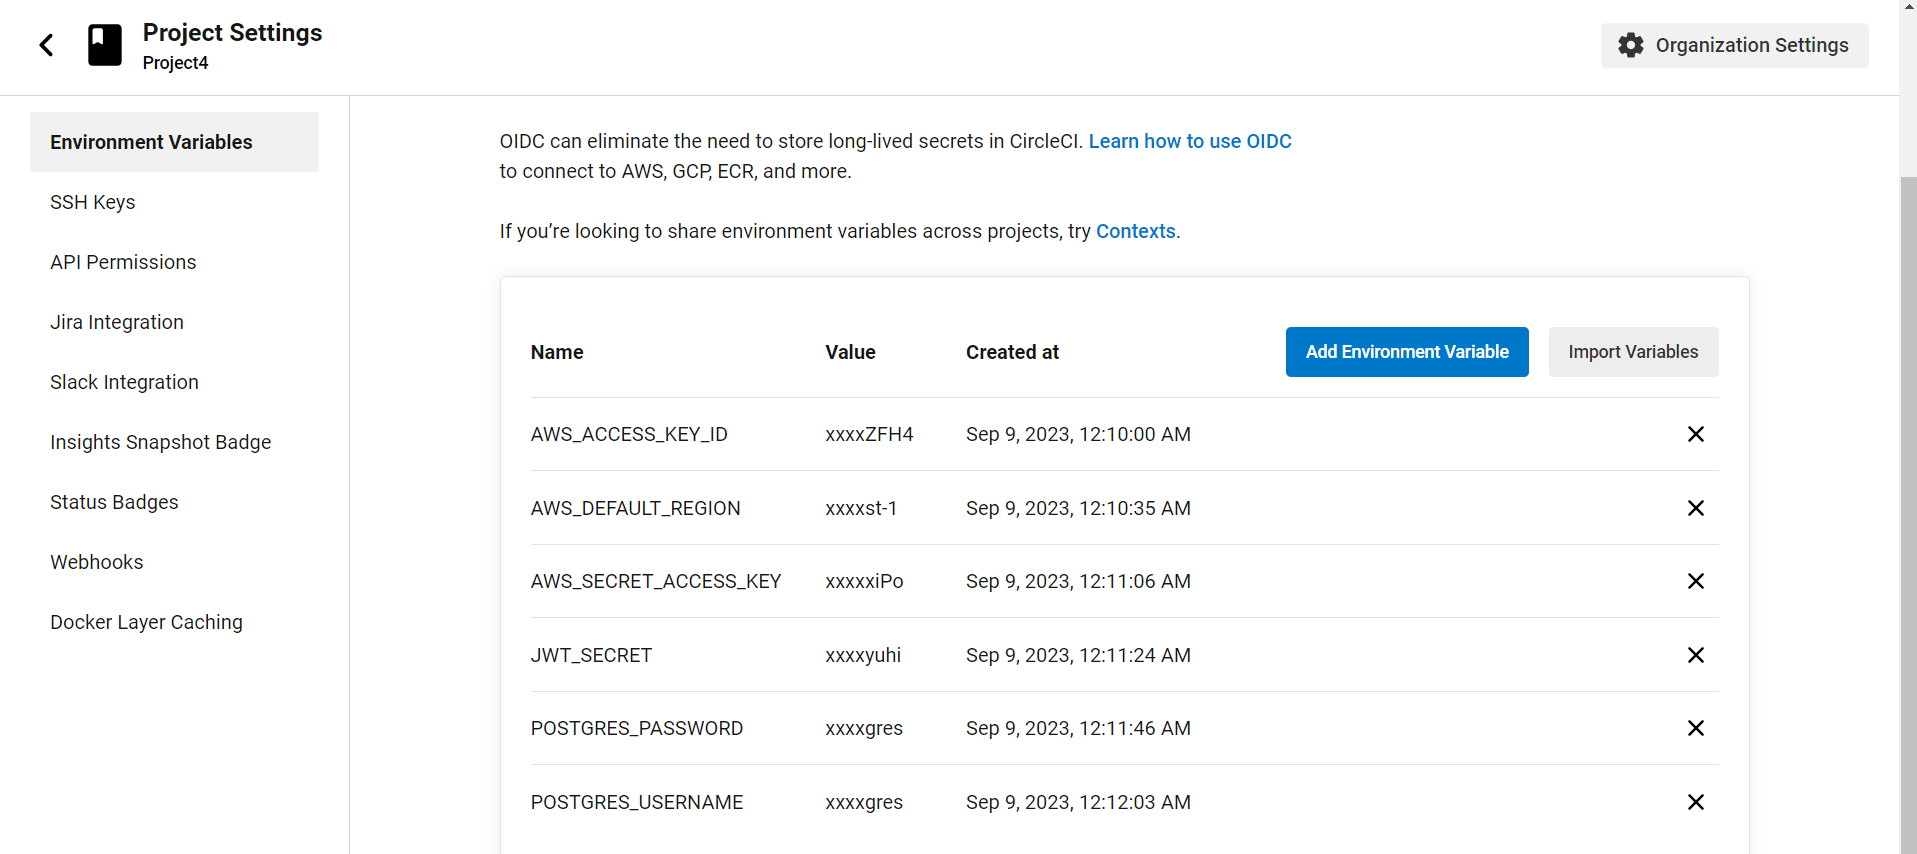 Project Settings
Project4
Organization Settings
Environment Variables
SSH Keys
API Permissions
Jira Integration
Slack Integration
Insights Snapshot Badge
Status Badges
Webhooks
Docker Layer Caching
OIDC can eliminate the need to store long-lived secrets in CircleCI. Learn how to use OIDC
to connect to AWS, GCP, ECR, and more.
If you’re looking to share environment variables across projects, try Contexts.
Name Value Created at Add Environment Variable Import Variables
AWS_ACCESS_KEY_ID xxxxZFH4 Sep 9, 2023, 12:10:00 AM
AWS_DEFAULT_REGION xxxxst-1 Sep 9, 2023, 12:10:35 AM
AWS_SECRET_ACCESS_KEY xxxxxiPo Sep 9, 2023, 12:11:06 AM
JWT_SECRET xxxxyuhi Sep 9, 2023, 12:11:24 AM
POSTGRES_PASSWORD xxxxgres Sep 9, 2023, 12:11:46 AM
POSTGRES_USERNAME xxxxgres Sep 9, 2023, 12:12:03 AM